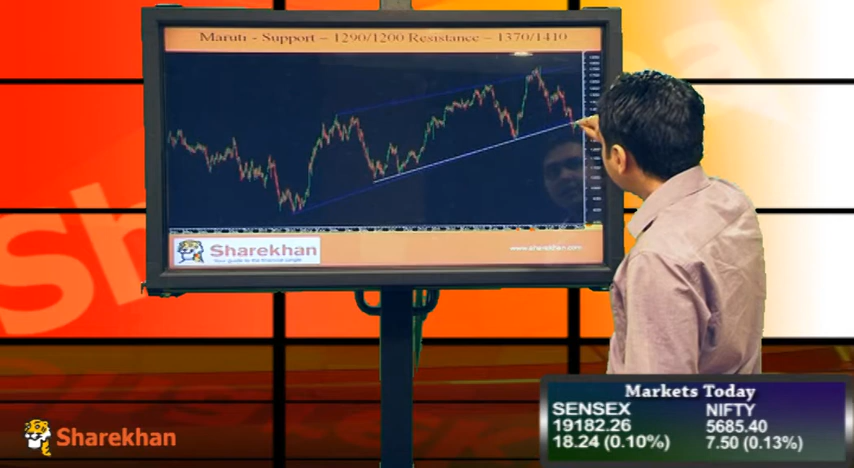 Maruti - Support – 1290/1200 Resistance – 1370/1410
Sharekhan
Your guide to the financial jungle
www.sharekhan.com
Sharekhan
Markets Today
SENSEX NIFTY
19182.26 5685.40
18.24 (0.10%) 7.50 (0.13%)